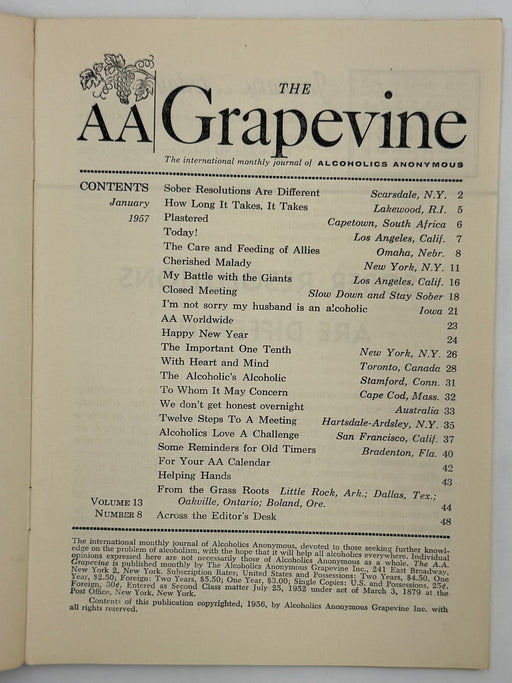 THE
AA Grapevine
The international monthly journal of ALCOHOLICS ANONYMOUS
CONTENTS
January
1957
Sober Resolutions Are Different Scarsdale, N.Y. 2
How Long It Takes, It Takes Lakewood, R.I. 5
Plastered Capetown, South Africa 6
Today! Los Angeles, Calif. 7
The Care and Feeding of Allies Omaha, Nebr. 8
Cherished Malady New York, N.Y. 11
My Battle with the Giants Los Angeles, Calif. 16
Closed Meeting Slow Down and Stay Sober 18
I'm not sorry my husband is an alcoholic Iowa 21
AA Worldwide 23
Happy New Year 24
The Important One Tenth New York, N.Y. 26
With Heart and Mind Toronto, Canada 28
The Alcoholic's Alcoholic Stamford, Conn. 31
To Whom It May Concern Cape Cod, Mass. 32
We don't get honest overnight Australia 33
Twelve Steps To A Meeting Hartsdale-Ardsley, N.Y. 35
Alcoholics Love A Challenge San Francisco, Calif. 37
Some Reminders for Old Timers Bradenton, Fla. 40
For Your AA Calendar 42
Helping Hands 43
From the Grass Roots Little Rock, Ark.; Dallas, Tex.;
Oakville, Ontario; Boland, Ore. 44
Across the Editor's Desk 48
VOLUME 13
NUMBER 8
The international monthly journal of Alcoholics Anonymous, devoted to those seeking further knowl-
edge on the problem of alcoholism, with the hope that it will help all alcoholics everywhere. Individual
opinions expressed here are not necessarily those of Alcoholics Anonymous as a whole. The A.A.
Grapevine is published monthly by The Alcoholics Anonymous Grapevine Inc., 241 East Broadway,
New York 2, New York. Subscription Rates; United States and Possessions: Two Years, $4.50, One
Year, $2.50; Foreign: Two Years, $5.50; One Year, $3.00; Single Copies: U.S. and Possessions, 25¢.
Foreign, 30¢. Entered as Second Class matter July 25, 1952 under act of March 3, 1879 at the
Post Office, New York, New York.
Contents of this publication copyrighted, 1956, by Alcoholics Anonymous Grapevine Inc. with
all rights reserved.